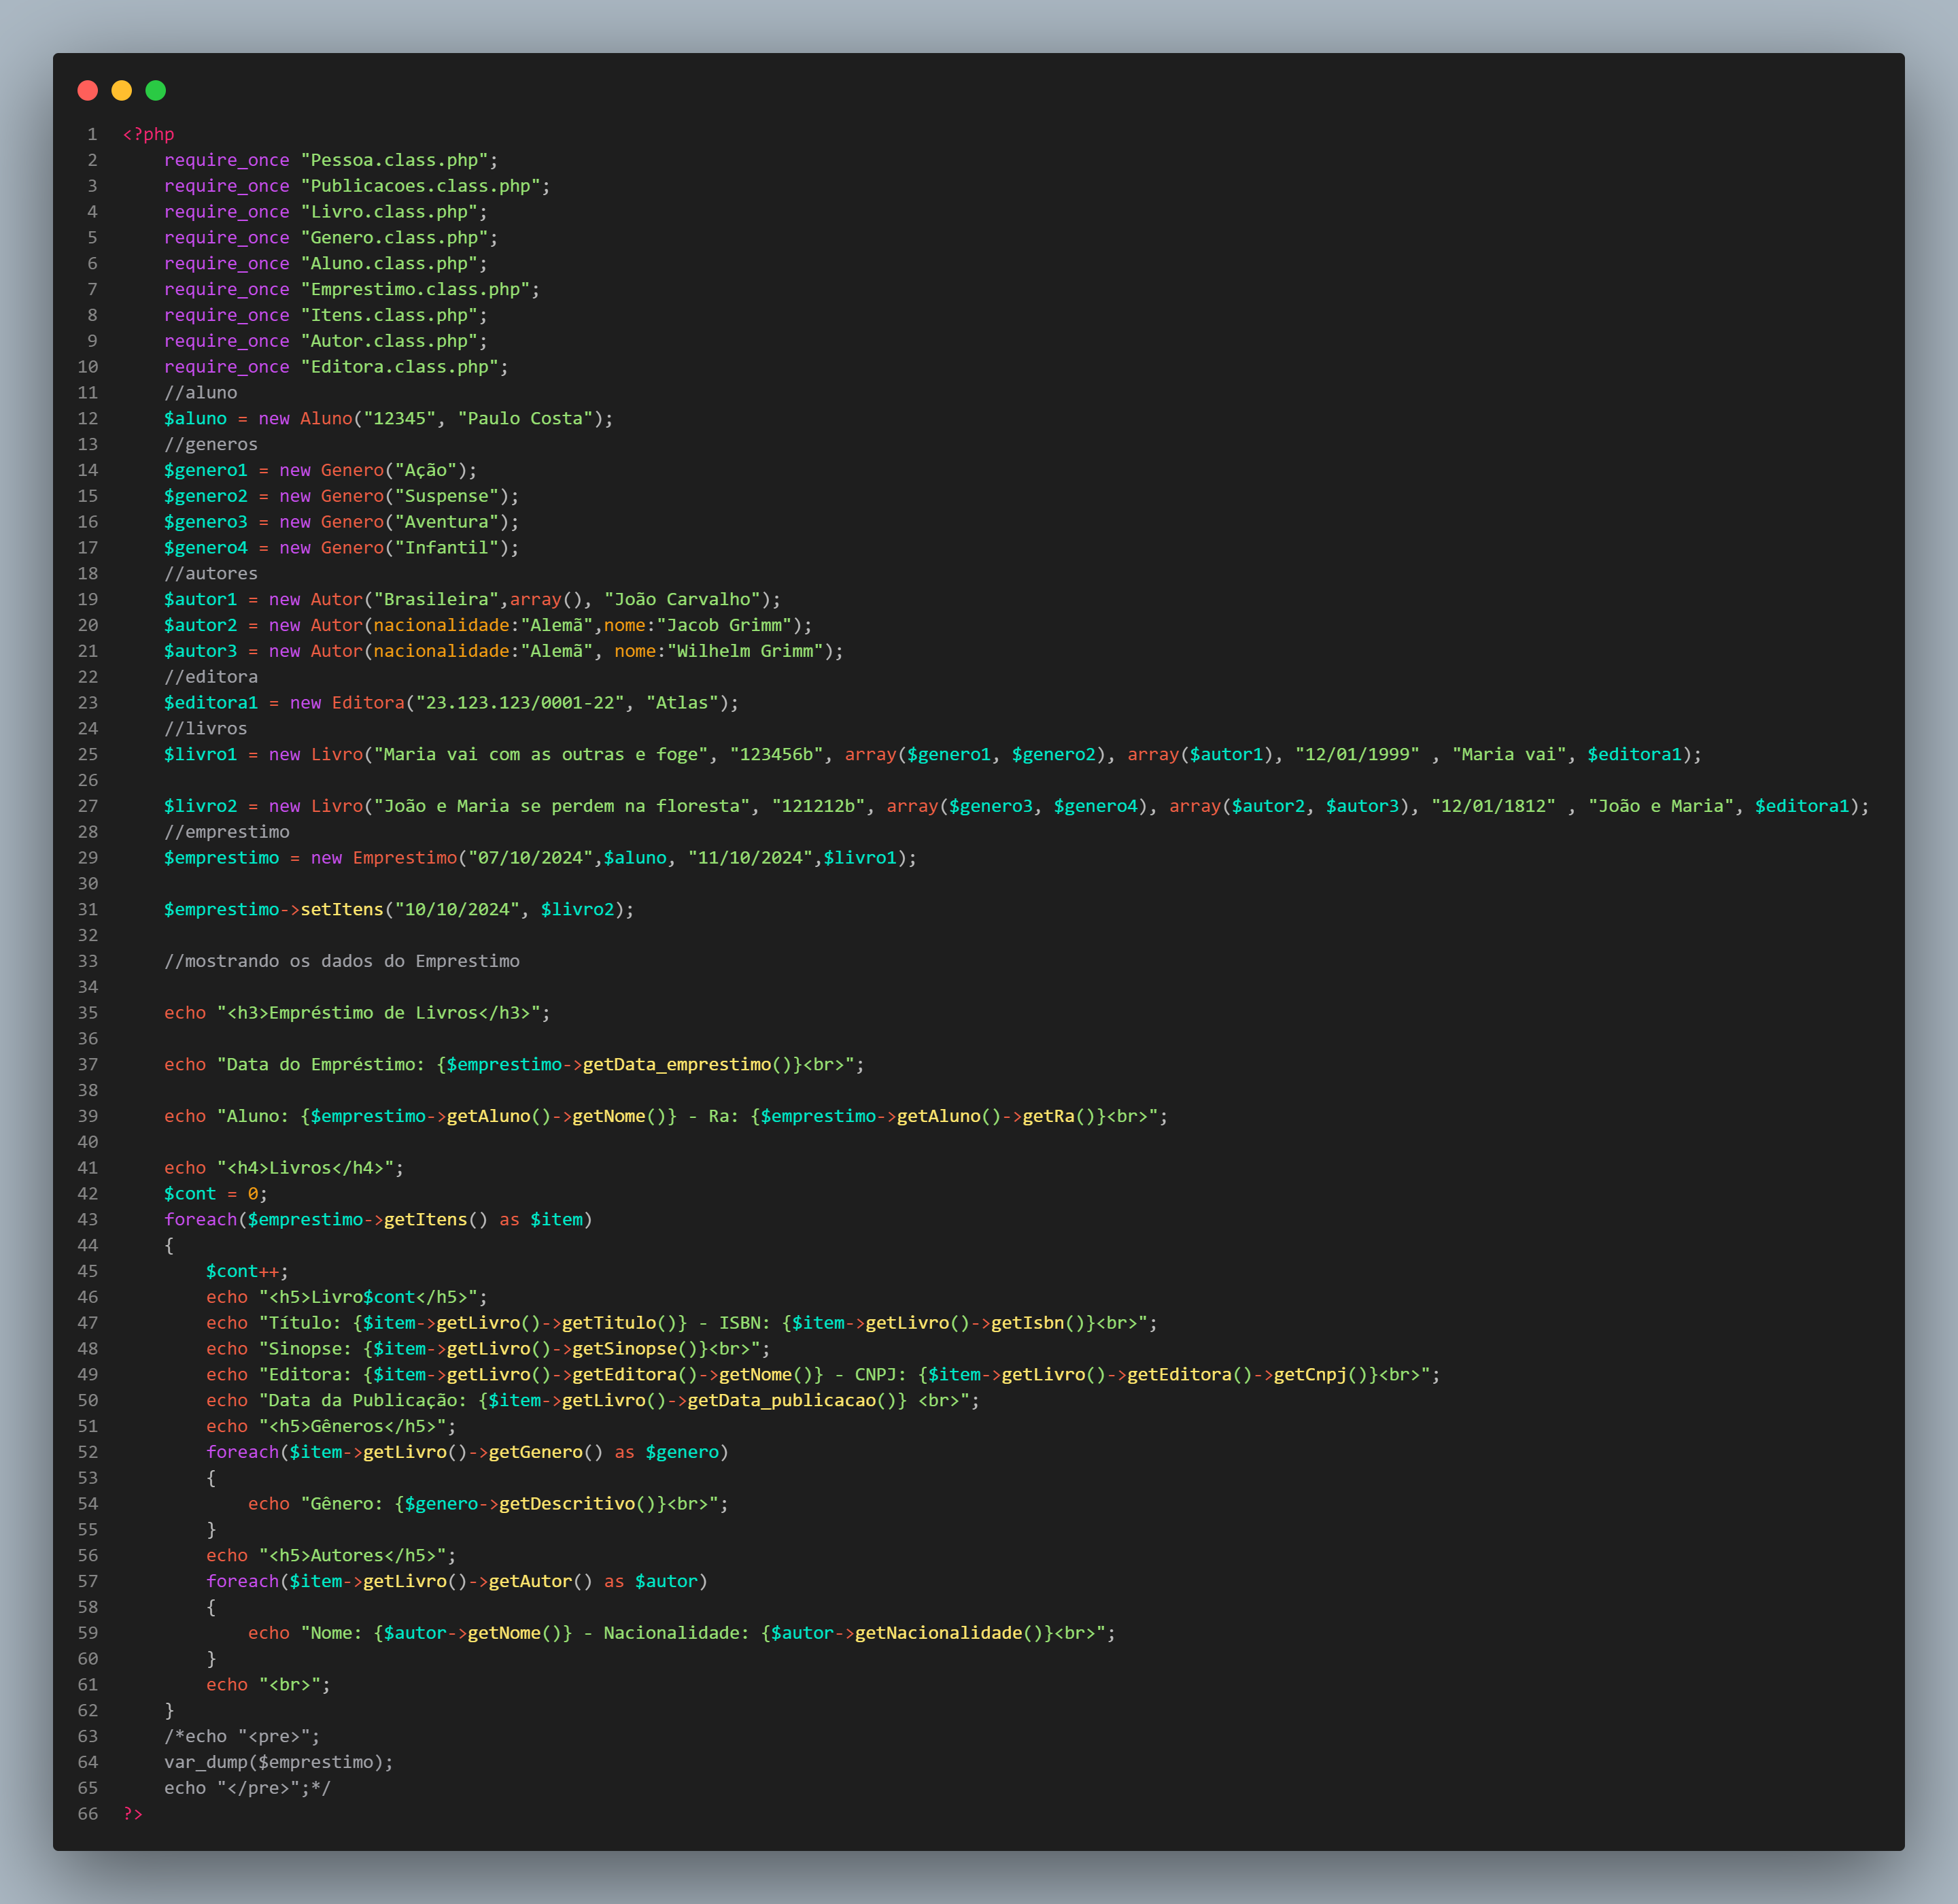 1 <?php
2 require_once "Pessoa.class.php";
3 require_once "Publicacoes.class.php";
4 require_once "Livro.class.php";
5 require_once "Genero.class.php";
6 require_once "Aluno.class.php";
7 require_once "Emprestimo.class.php";
8 require_once "Itens.class.php";
9 require_once "Autor.class.php";
10 require_once "Editora.class.php";
11 //aluno
12 $aluno = new Aluno("12345", "Paulo Costa");
13 //generos
14 $genero1 = new Genero("Ação");
15 $genero2 = new Genero("Suspense");
16 $genero3 = new Genero("Aventura");
17 $genero4 = new Genero("Infantil");
18 //autores
19 $autor1 = new Autor("Brasileira",array(), "João Carvalho");
20 $autor2 = new Autor(nacionalidade:"Alemã",nome:"Jacob Grimm");
21 $autor3 = new Autor(nacionalidade:"Alemã", nome:"Wilhelm Grimm");
22 //editora
23 $editora1 = new Editora("23.123.123/0001-22", "Atlas");
24 //livros
25 $livro1 = new Livro("Maria vai com as outras e foge", "123456b", array($genero1, $genero2), array($autor1), "12/01/1999" , "Maria vai", $editora1);
26
27 $livro2 = new Livro("João e Maria se perdem na floresta", "121212b", array($genero3, $genero4), array($autor2, $autor3), "12/01/1812" , "João e Maria", $editora1);
28 //emprestimo
29 $emprestimo = new Emprestimo("07/10/2024",$aluno, "11/10/2024",$livro1);
30
31 $emprestimo->setItens("10/10/2024", $livro2);
32
33 //mostrando os dados do Emprestimo
34
35 echo "<h3>Empréstimo de Livros</h3>";
36
37 echo "Data do Empréstimo: {$emprestimo->getData_emprestimo()}<br>";
38
39 echo "Aluno: {$emprestimo->getAluno()->getNome()} - Ra: {$emprestimo->getAluno()->getRa()}<br>";
40
41 echo "<h4>Livros</h4>";
42 $cont = 0;
43 foreach($emprestimo->getItens() as $item)
44 {
45 $cont++;
46 echo "<h5>Livro$cont</h5>";
47 echo "Título: {$item->getLivro()->getTitulo()} - ISBN: {$item->getLivro()->getIsbn()}<br>";
48 echo "Sinopse: {$item->getLivro()->getSinopse()}<br>";
49 echo "Editora: {$item->getLivro()->getEditora()->getNome()} - CNPJ: {$item->getLivro()->getEditora()->getCnpj()}<br>";
50 echo "Data da Publicação: {$item->getLivro()->getData_publicacao()} <br>";
51 echo "<h5>Gêneros</h5>";
52 foreach($item->getLivro()->getGenero() as $genero)
53 {
54 echo "Gênero: {$genero->getDescritivo()}<br>";
55 }
56 echo "<h5>Autores</h5>";
57 foreach($item->getLivro()->getAutor() as $autor)
58 {
59 echo "Nome: {$autor->getNome()} - Nacionalidade: {$autor->getNacionalidade()}<br>";
60 }
61 echo "<br>";
62 }
63 /*echo "<pre>";
64 var_dump($emprestimo);
65 echo "</pre>";*/
66 ?>